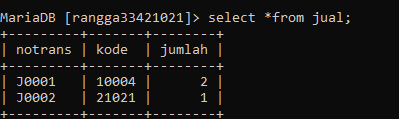 MariaDB [rangga33421021]> select *from jual;
+---------+-------+--------+
| notrans | kode  | jumlah |
+---------+-------+--------+
| J0001   | 10004 |      2 |
| J0002   | 21021 |      1 |
+---------+-------+--------+